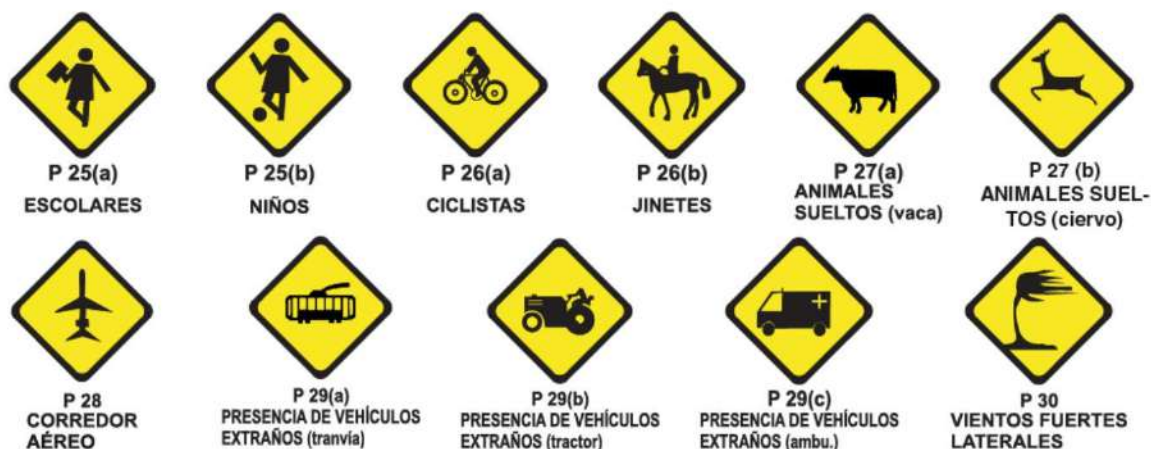 P 25(a)
ESCOLARES
P 25(b)
NIÑOS
P 26(a)
CICLISTAS
P 26(b)
JINETES
P 27(a)
ANIMALES
SUELTOS (vaca)
P 27 (b)
ANIMALES SUEL-
TOS (ciervo)
P 28
CORREDOR
AÉREO
P 29(a)
PRESENCIA DE VEHÍCULOS
EXTRAÑOS (tranvía)
P 29(b)
PRESENCIA DE VEHÍCULOS
EXTRAÑOS (tractor)
P 29(c)
PRESENCIA DE VEHÍCULOS
EXTRAÑOS (ambu.)
P 30
VIENTOS FUERTES
LATERALES